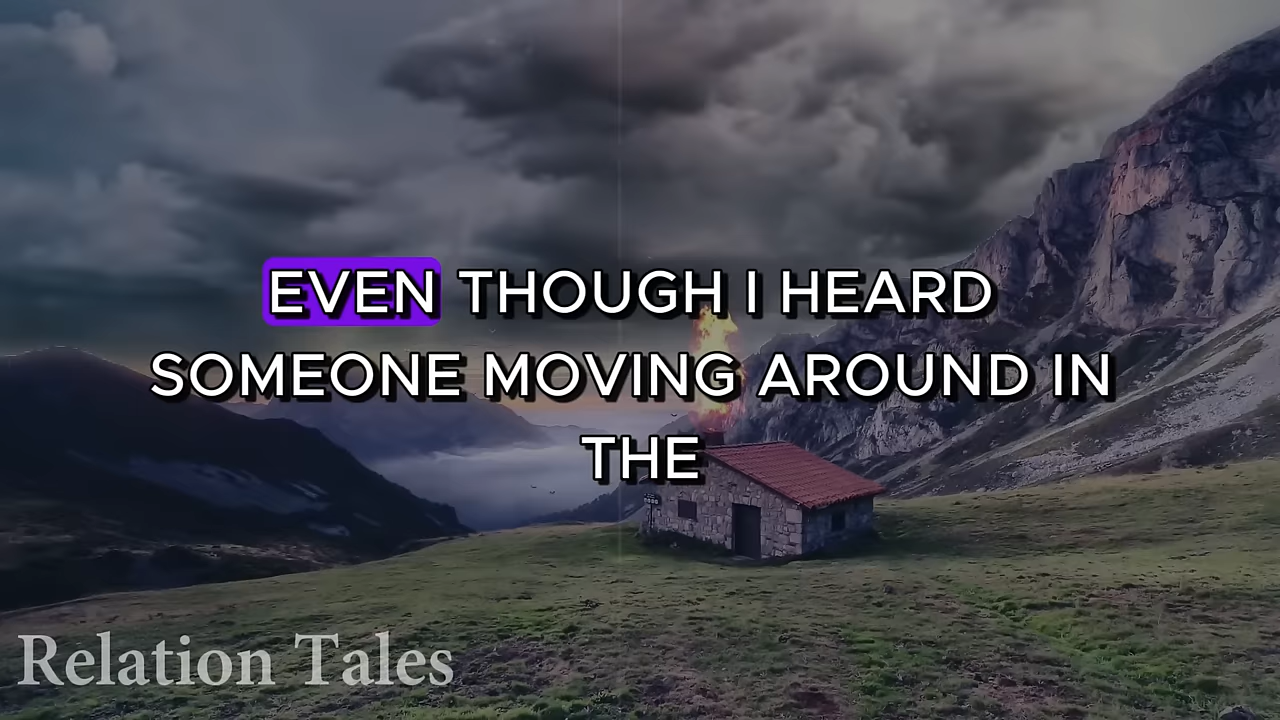 EVEN THOUGH I HEARD
SOMEONE MOVING AROUND IN
THE
Relation Tales